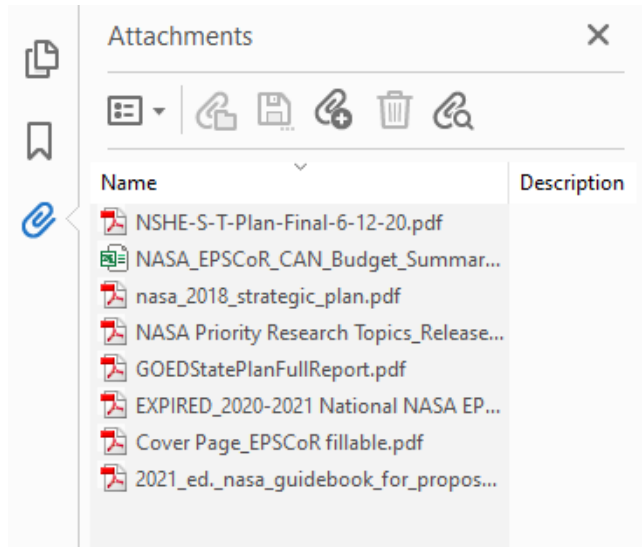 Attachments
Name Description
NSHE-S-T-Plan-Final-6-12-20.pdf
NASA_EPSCoR_CAN_Budget_Summar...
nasa_2018_strategic_plan.pdf
NASA Priority Research Topics_Release...
GOEDStatePlanFullReport.pdf
EXPIRED_2020-2021 National NASA EP...
Cover Page_EPSCoR fillable.pdf
2021_ed._nasa_guidebook_for_propos...